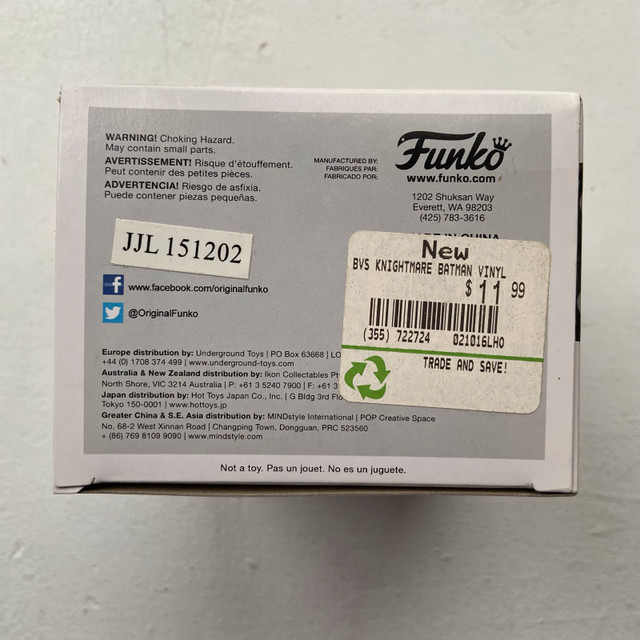 WARNING! Choking Hazard.
May contain small parts.
AVERTISSEMENT! Risque d'étouffement.
Peut contenir des petites pièces.
ADVERTENCIA! Riesgo de asfixia.
Puede contener piezas pequeñas.
MANUFACTURED BY:
FABRIQUÉS PAR:
FABRICADO POR:
Funko
www.funko.com
1202 Shuksan Way
Everett, WA 98203
(425) 783-3616
MADE IN CHINA
JJL 151202
www.facebook.com/originalfunko
@OriginalFunko
New
BVS KNIGHTMARE BATMAN VINYL
$ 11 99
(355) 722724 021016LHO
TRADE AND SAVE!
Europe distribution by: Underground Toys | PO Box 63668 | LO
+44 (0) 1708 374 499 | www.underground-toys.com
Australia & New Zealand distribution by: Ikon Collectables
North Shore, VIC 3214 Australia | P: +61 3 5240 7900 | F: +61 3
Japan distribution by: Hot Toys Japan Co., Inc. | G Bldg 3rd
Tokyo 150-0001 | www.hottoys.jp
Greater China & S.E. Asia distribution by: MINDstyle International | POP Creative Space
No. 68-2 West Xinnan Road | Changping Town, Dongguan, PRC 523560
+ (86) 769 8109 9090 | www.mindstyle.com
Not a toy. Pas un jouet. No es un juguete.